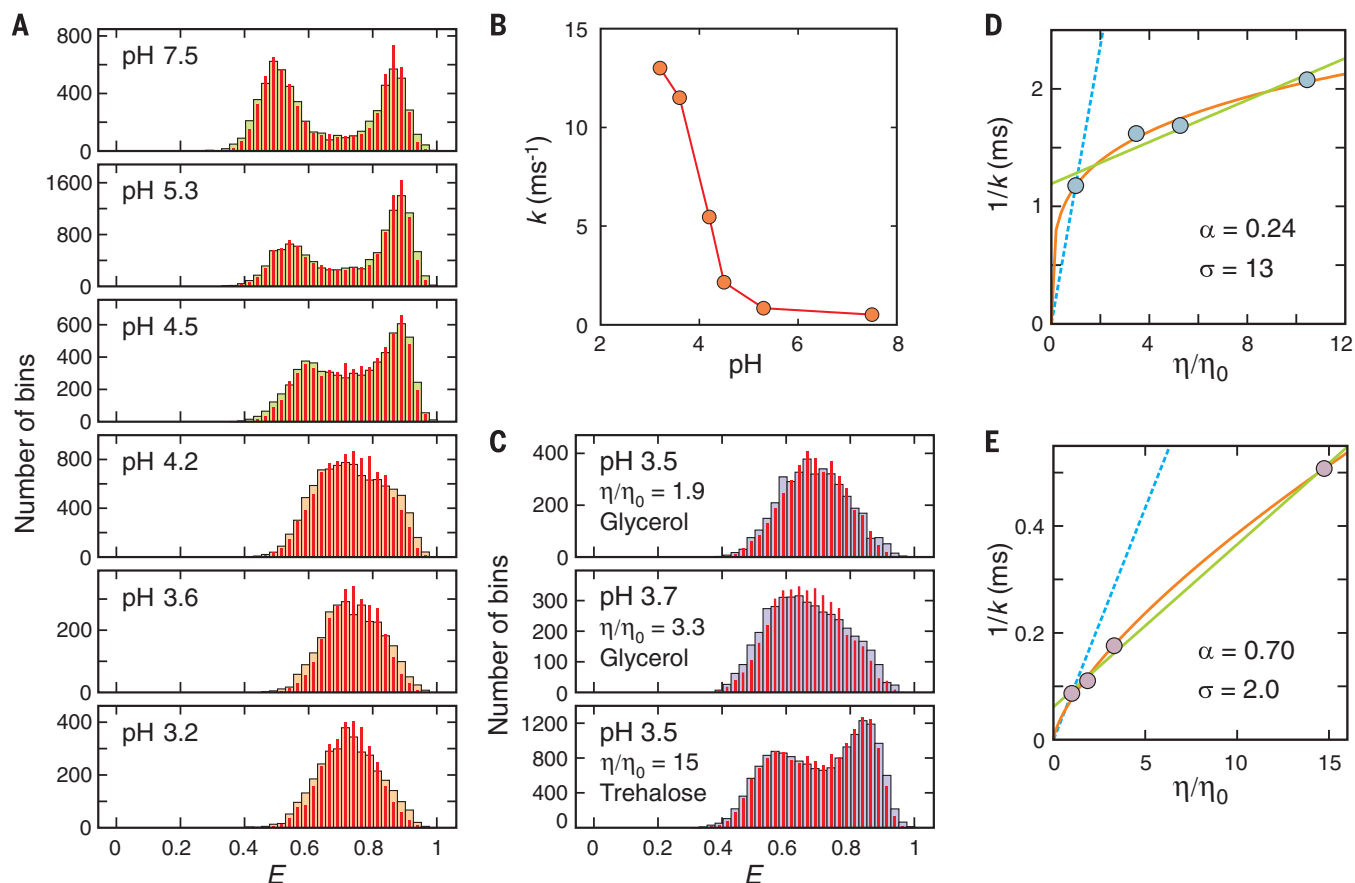 A
800
400
0
pH 7.5
1600
800
0
pH 5.3
600
400
200
0
pH 4.5
800
400
0
pH 4.2
200
0
pH 3.6
400
200
0
pH 3.2
Number of bins
0 0.2 0.4 0.6 0.8 1
E
B
15
10
5
0
k (ms-1)
2 4 6 8
pH
C
400
200
0
pH 3.5
η/η0 = 1.9
Glycerol
300
200
100
0
pH 3.7
η/η0 = 3.3
Glycerol
1200
800
400
0
pH 3.5
η/η0 = 15
Trehalose
Number of bins
0 0.2 0.4 0.6 0.8 1
E
D
2
1
0
1/k (ms)
α = 0.24
σ = 13
0 4 8 12
η/η0
E
0.4
0.2
0
1/k (ms)
α = 0.70
σ = 2.0
0 5 10 15
η/η0